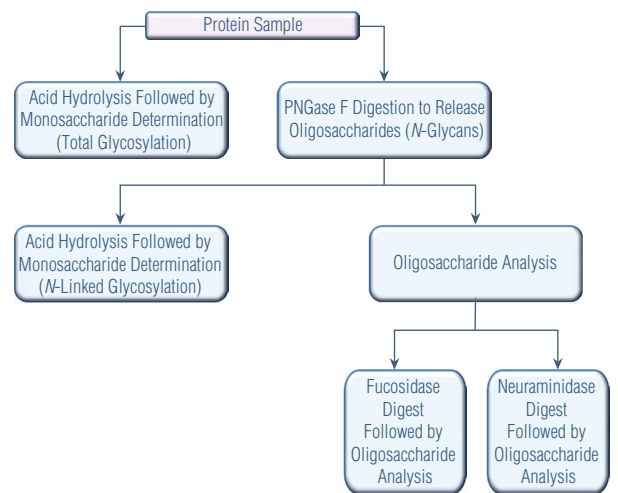 Protein Sample
Acid Hydrolysis Followed by
Monosaccharide Determination
(Total Glycosylation)
PNGase F Digestion to Release
Oligosaccharides (N-Glycans)
Acid Hydrolysis Followed by
Monosaccharide Determination
(N-Linked Glycosylation)
Oligosaccharide Analysis
Fucosidase
Digest
Followed by
Oligosaccharide
Analysis
Neuraminidase
Digest
Followed by
Oligosaccharide
Analysis